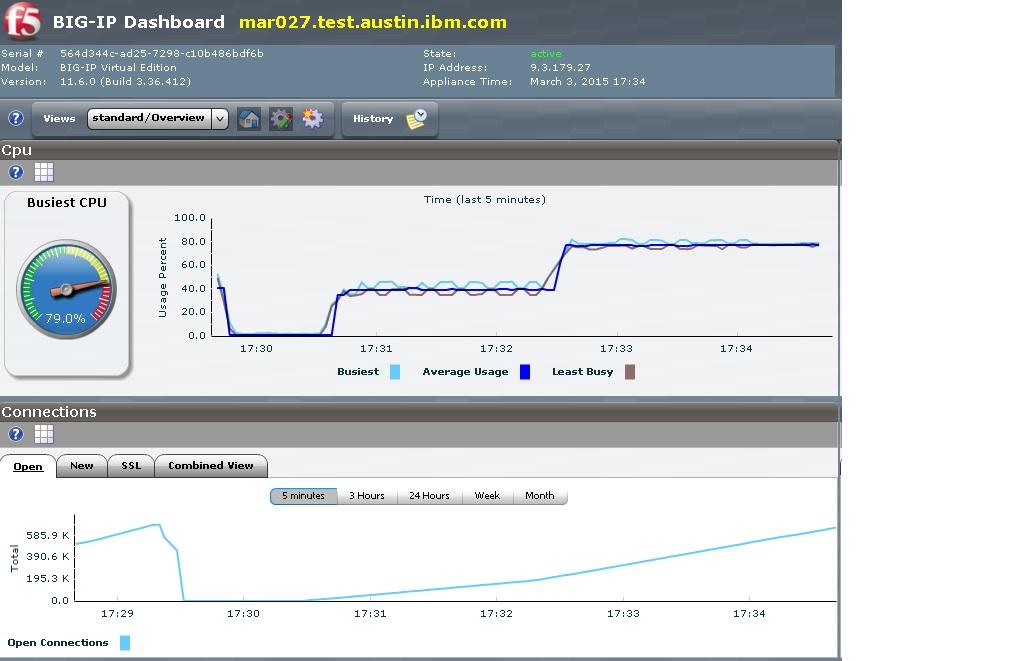 f5 BIG-IP Dashboard mar027.test.austin.ibm.com
Serial # 564d344c-ad25-7298-c10b486bdf6b State: active
Model: BIG-IP Virtual Edition IP Address: 9.3.179.27
Version: 11.6.0 (Build 3.36.412) Appliance Time: March 3, 2015 17:34
? Views standard/Overview History
Cpu
?
Busiest CPU
79.0%
Time (last 5 minutes)
Usage Percent
100.0
80.0
60.0
40.0
20.0
0.0
17:30 17:31 17:32 17:33 17:34
Busiest Average Usage Least Busy
Connections
?
Open New SSL Combined View
5 minutes 3 Hours 24 Hours Week Month
Total
585.9 K
390.6 K
195.3 K
0.0
17:29 17:30 17:31 17:32 17:33 17:34
Open Connections